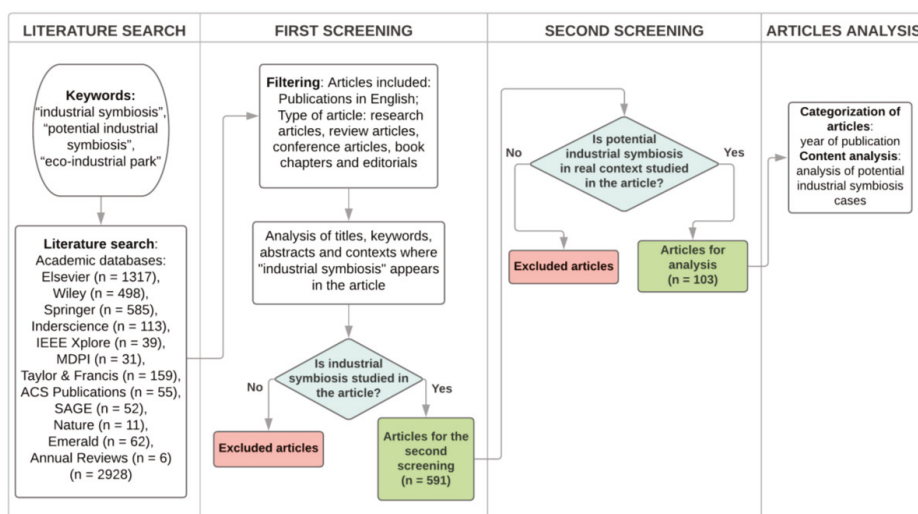 LITERATURE SEARCH
Keywords:
"industrial symbiosis",
"potential industrial
symbiosis",
"eco-industrial park"
Literature search:
Academic databases:
Elsevier (n = 1317),
Wiley (n = 498),
Springer (n = 585),
Inderscience (n = 113),
IEEE Xplore (n = 39),
MDPI (n = 31),
Taylor & Francis (n = 159),
ACS Publications (n = 55),
SAGE (n = 52),
Nature (n = 11),
Emerald (n = 62),
Annual Reviews (n = 6)
(n = 2928)
FIRST SCREENING
Filtering: Articles included:
Publications in English;
Type of article: research
articles, review articles,
conference articles, book
chapters and editorials
Analysis of titles, keywords,
abstracts and contexts where
"industrial symbiosis" appears
in the article
Is industrial
symbiosis studied in
the article?
No
Yes
Excluded articles
Articles for the
second
screening
(n = 591)
SECOND SCREENING
Is potential
industrial symbiosis
in real context studied
in the article?
No
Yes
Excluded articles
Articles for
analysis
(n = 103)
ARTICLES ANALYSIS
Categorization of
articles:
year of publication
Content analysis:
analysis of potential
industrial symbiosis
cases